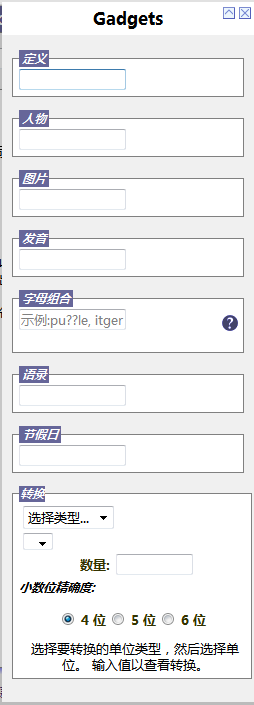 Gadgets
定义
人物
图片
发音
字母组合
示例:pu??le, itger
?
语录
节假日
转换
选择类型...
数量:
小数位精确度:
4 位 5 位 6 位
选择要转换的单位类型，然后选择单
位。 输入值以查看转换。